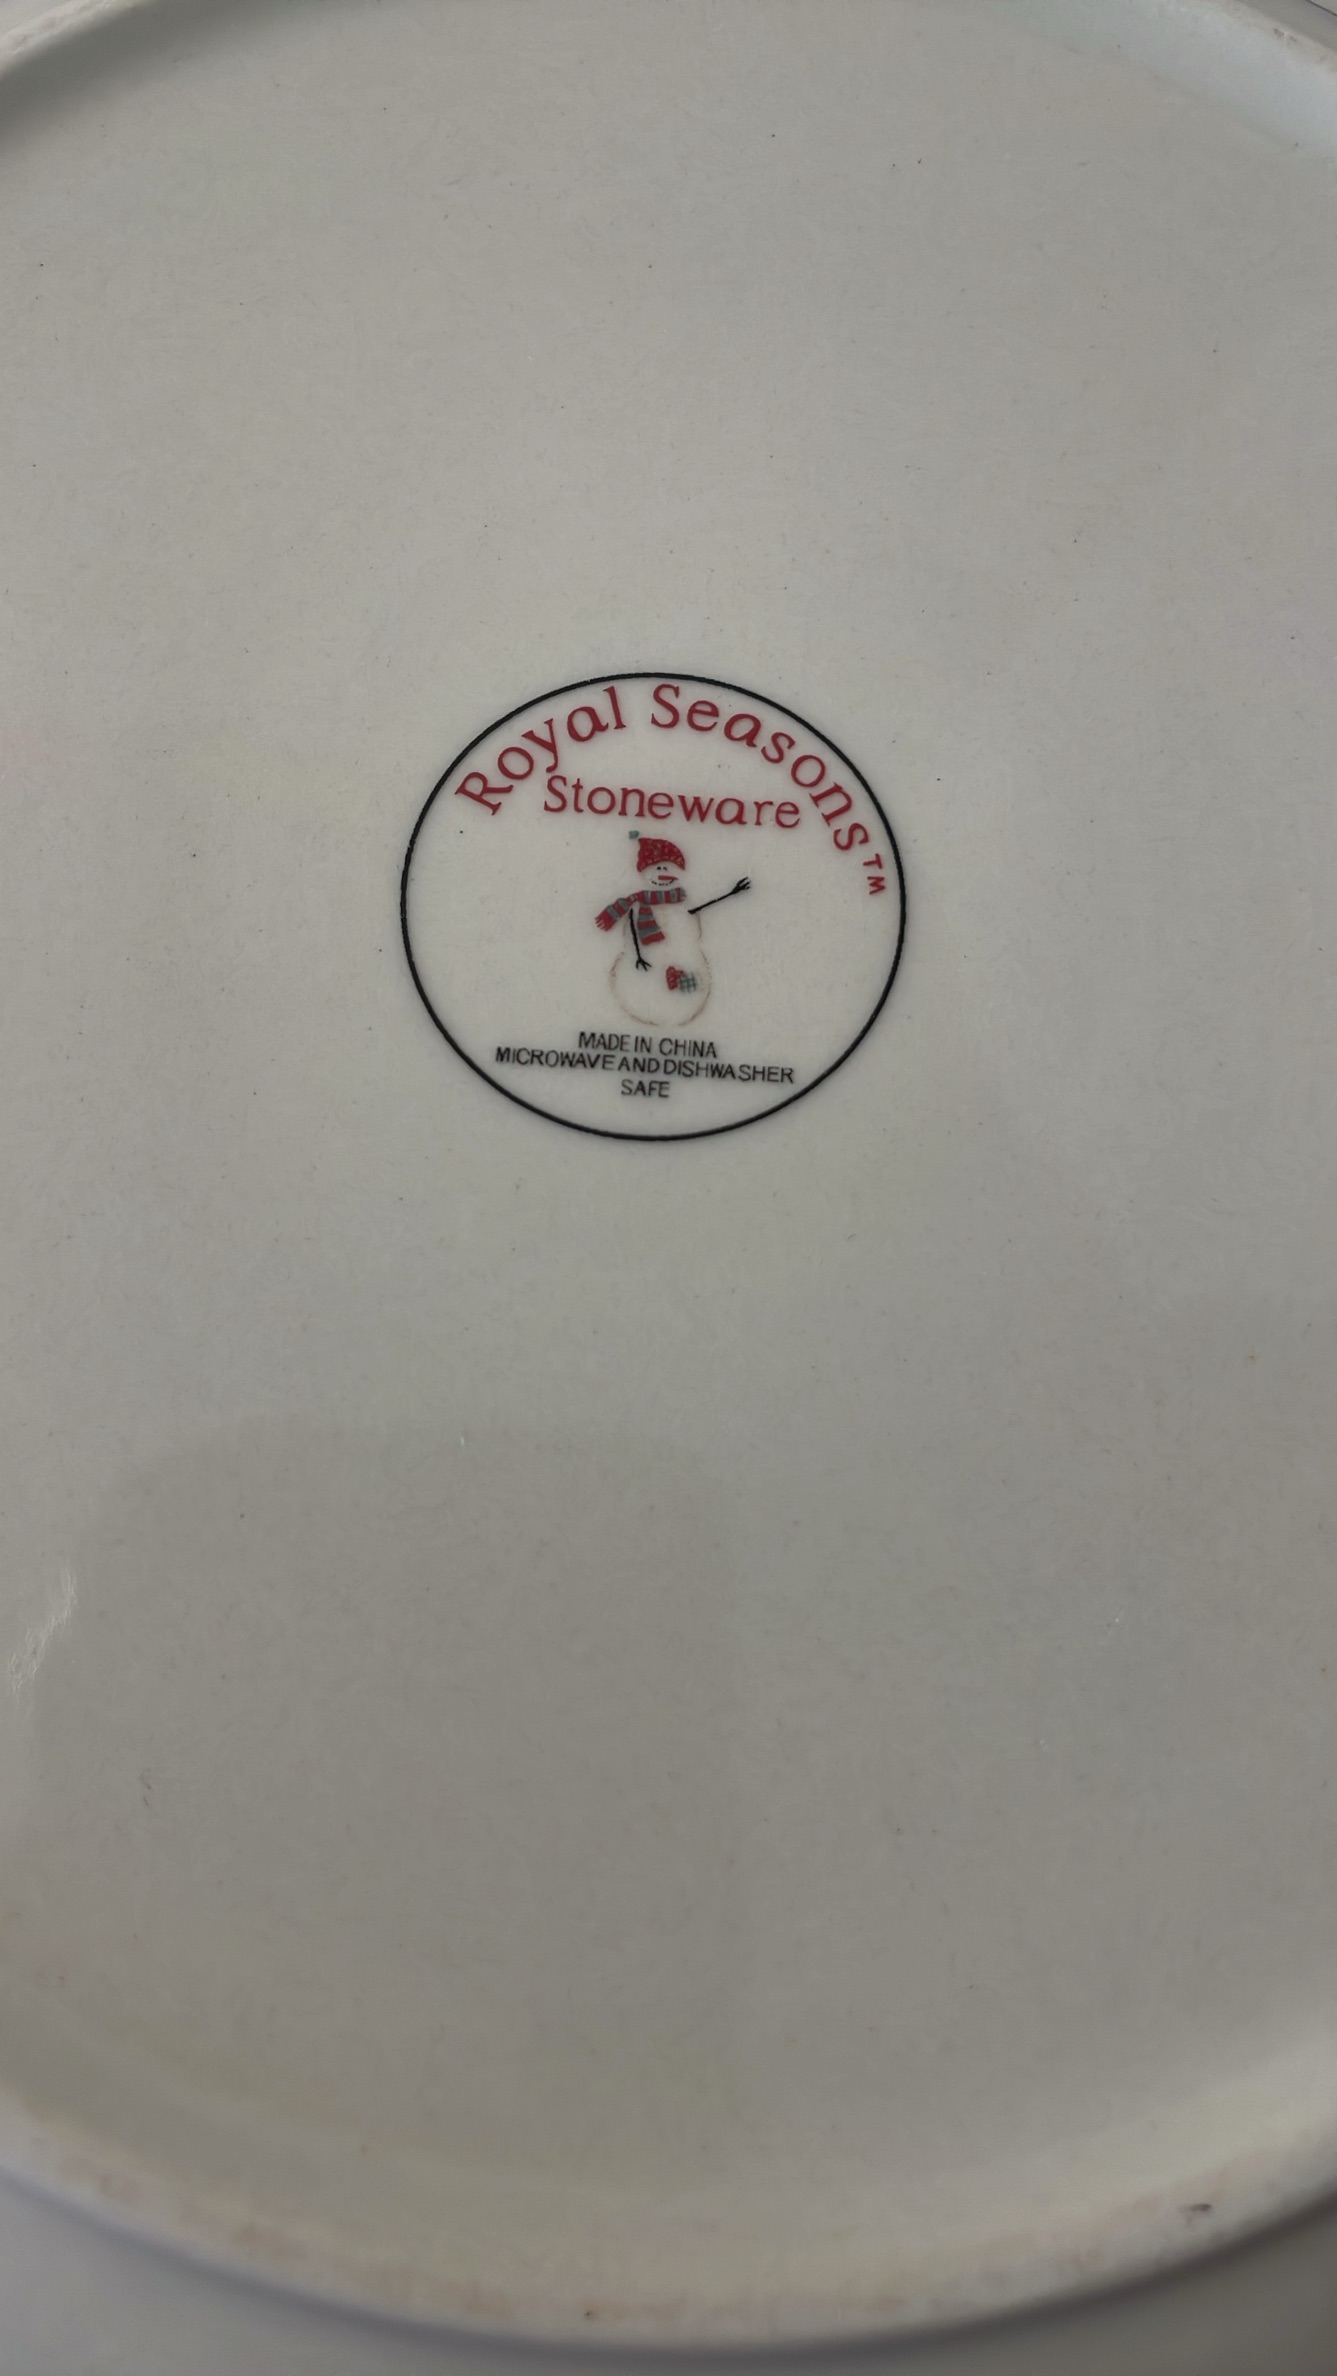 Royal Seasons™
Stoneware
MADE IN CHINA
MICROWAVE AND DISHWASHER
SAFE